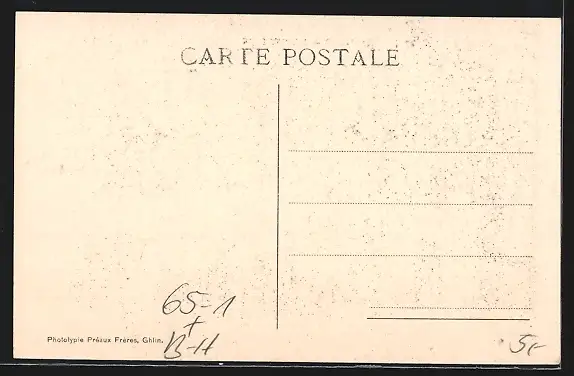 CARTE POSTALE
65-1
+
B-H
Phototypie Préaux Frères, Ghlin.
5-